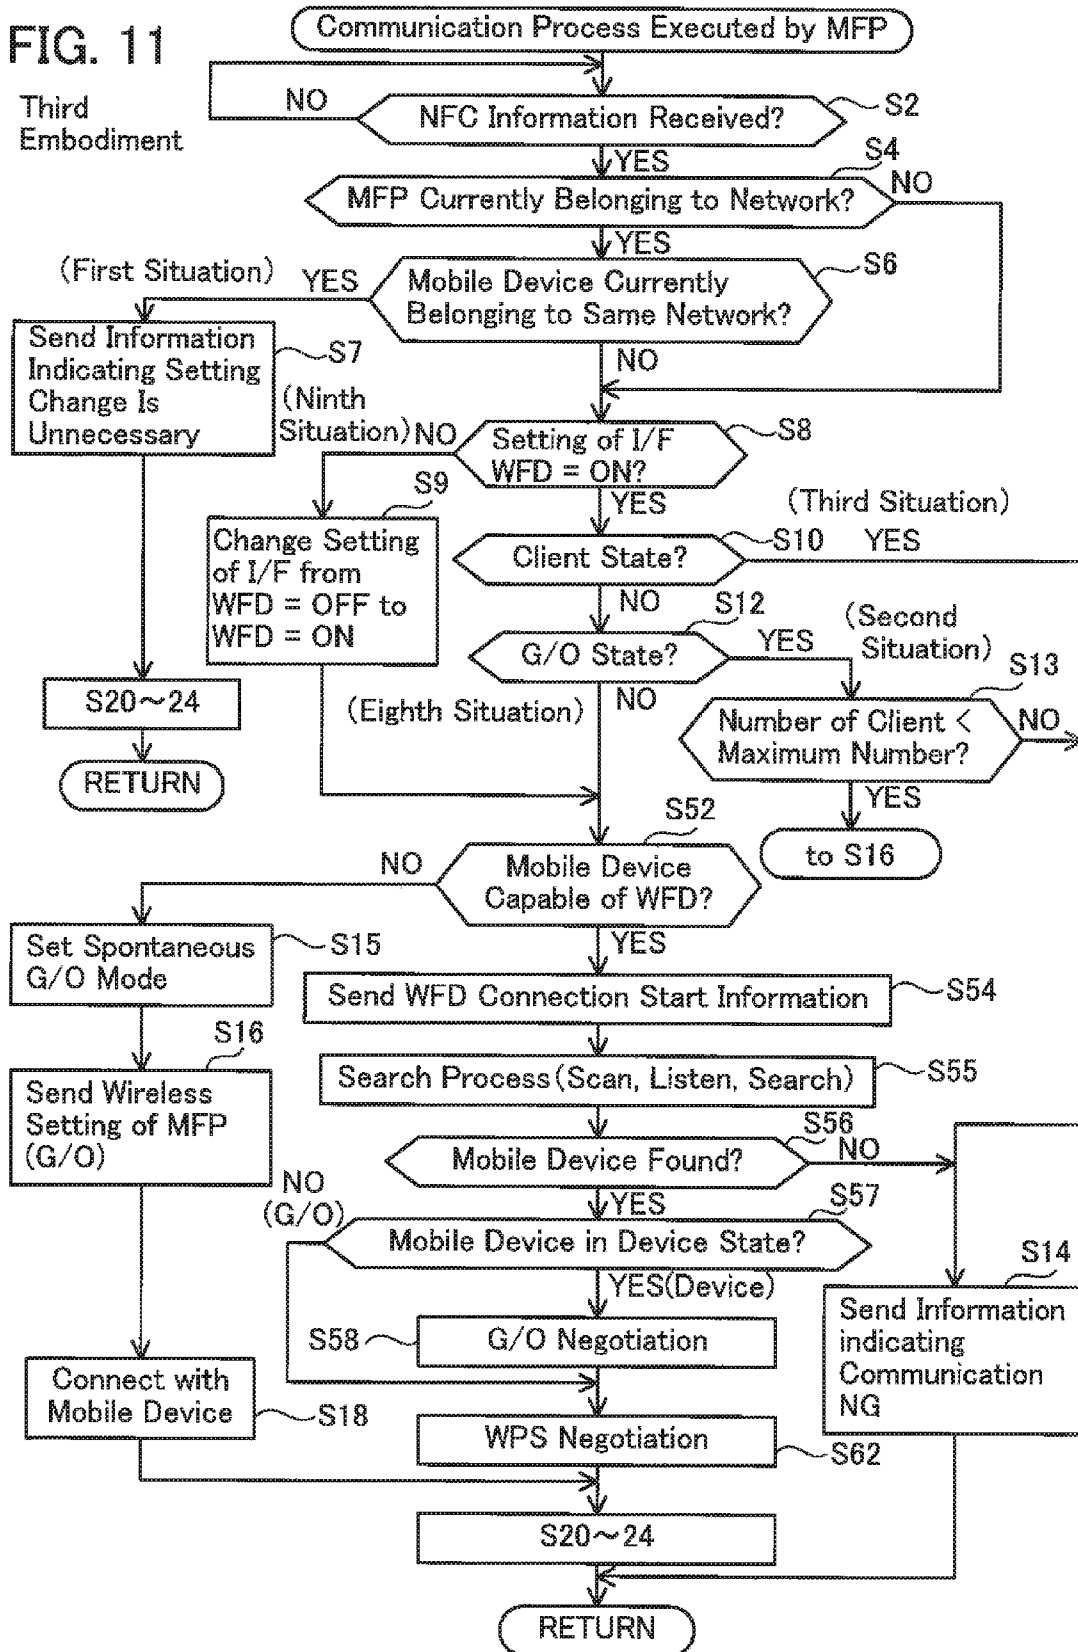 FIG. 11
Third
Embodiment
Communication Process Executed by MFP
NO
NFC Information Received?
S2
YES
S4
MFP Currently Belonging to Network?
NO
YES
S6
(First Situation)
YES
Mobile Device Currently
Belonging to Same Network?
NO
Send Information
Indicating Setting
Change Is
Unnecessary
S7
(Ninth
Situation)
NO
Setting of I/F
WFD = ON?
S8
YES
S9
Change Setting
of I/F from
WFD = OFF to
WFD = ON
(Third Situation)
Client State?
S10
YES
NO
S12
G/O State?
YES
(Second
Situation)
S13
NO
(Eighth Situation)
Number of Client <
Maximum Number?
NO
YES
to S16
S20~24
RETURN
S52
NO
Mobile Device
Capable of WFD?
YES
Set Spontaneous
G/O Mode
S15
Send WFD Connection Start Information
S54
S16
Send Wireless
Setting of MFP
(G/O)
Search Process(Scan, Listen, Search)
S55
S56
Mobile Device Found?
NO
YES
S57
NO
(G/O)
Mobile Device in Device State?
YES(Device)
S14
Send Information
indicating
Communication
NG
S58
G/O Negotiation
Connect with
Mobile Device
S18
WPS Negotiation
S62
S20~24
RETURN